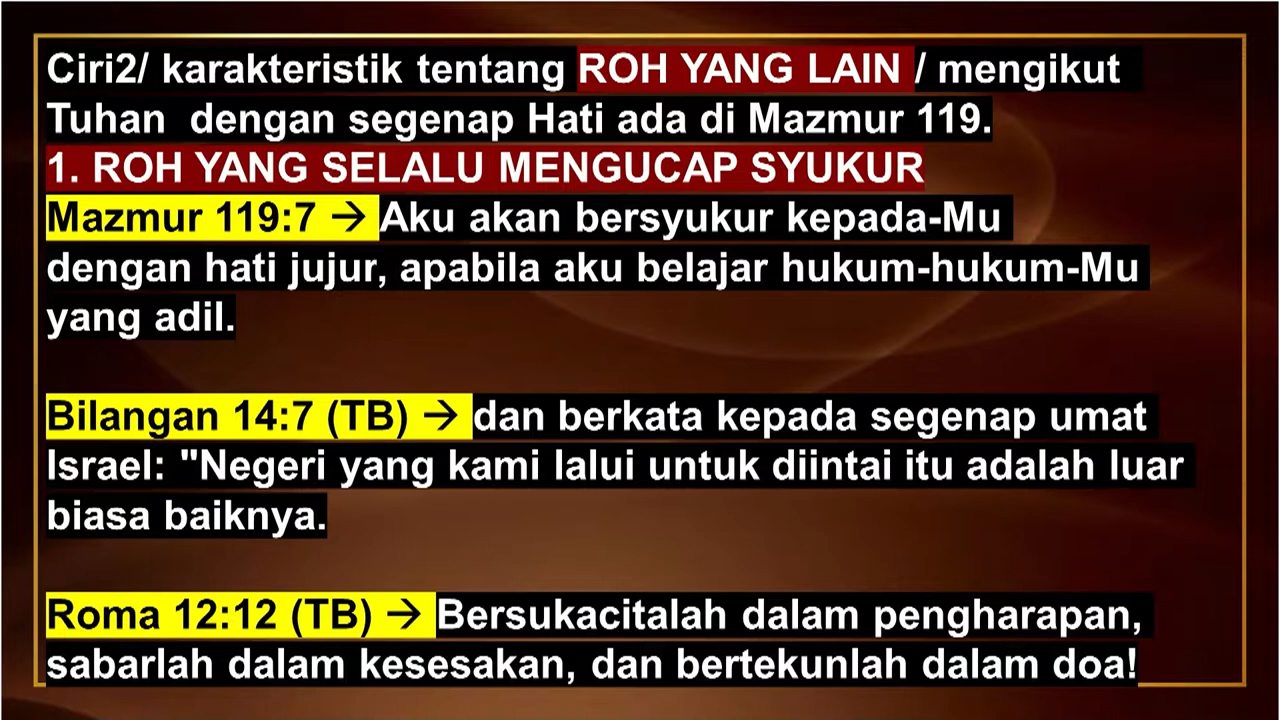 Ciri2/ karakteristik tentang ROH YANG LAIN / mengikut
Tuhan  dengan segenap Hati ada di Mazmur 119.
1. ROH YANG SELALU MENGUCAP SYUKUR
Mazmur 119:7 → Aku akan bersyukur kepada-Mu
dengan hati jujur, apabila aku belajar hukum-hukum-Mu
yang adil.
Bilangan 14:7 (TB) → dan berkata kepada segenap umat
Israel: "Negeri yang kami lalui untuk diintai itu adalah luar
biasa baiknya.
Roma 12:12 (TB) → Bersukacitalah dalam pengharapan,
sabarlah dalam kesesakan, dan bertekunlah dalam doa!